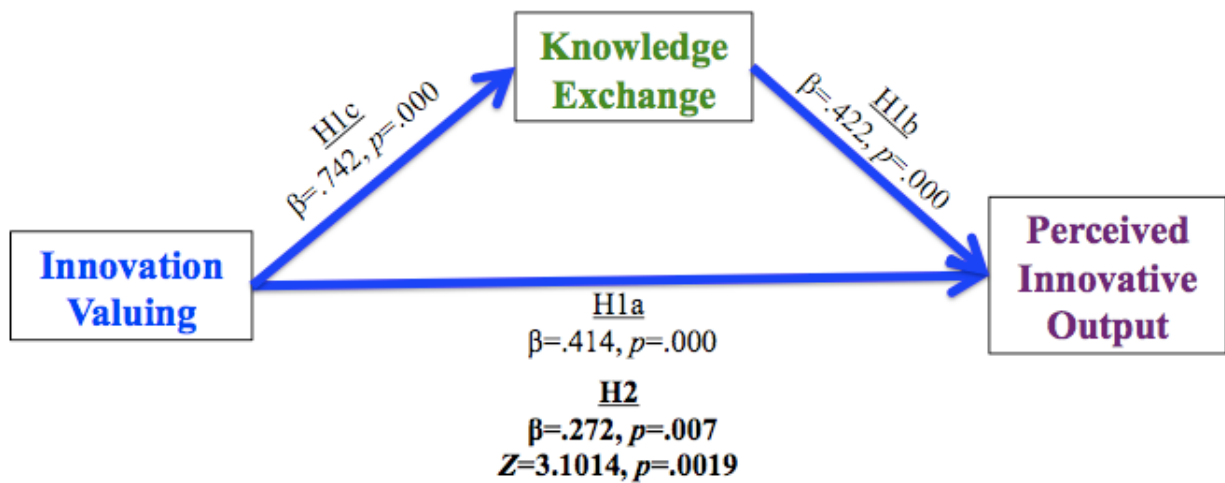 Knowledge
Exchange
H1c
β=.742, p=.000
H1b
β=.422, p=.000
Innovation
Valuing
Perceived
Innovative
Output
H1a
β=.414, p=.000
H2
β=.272, p=.007
Z=3.1014, p=.0019